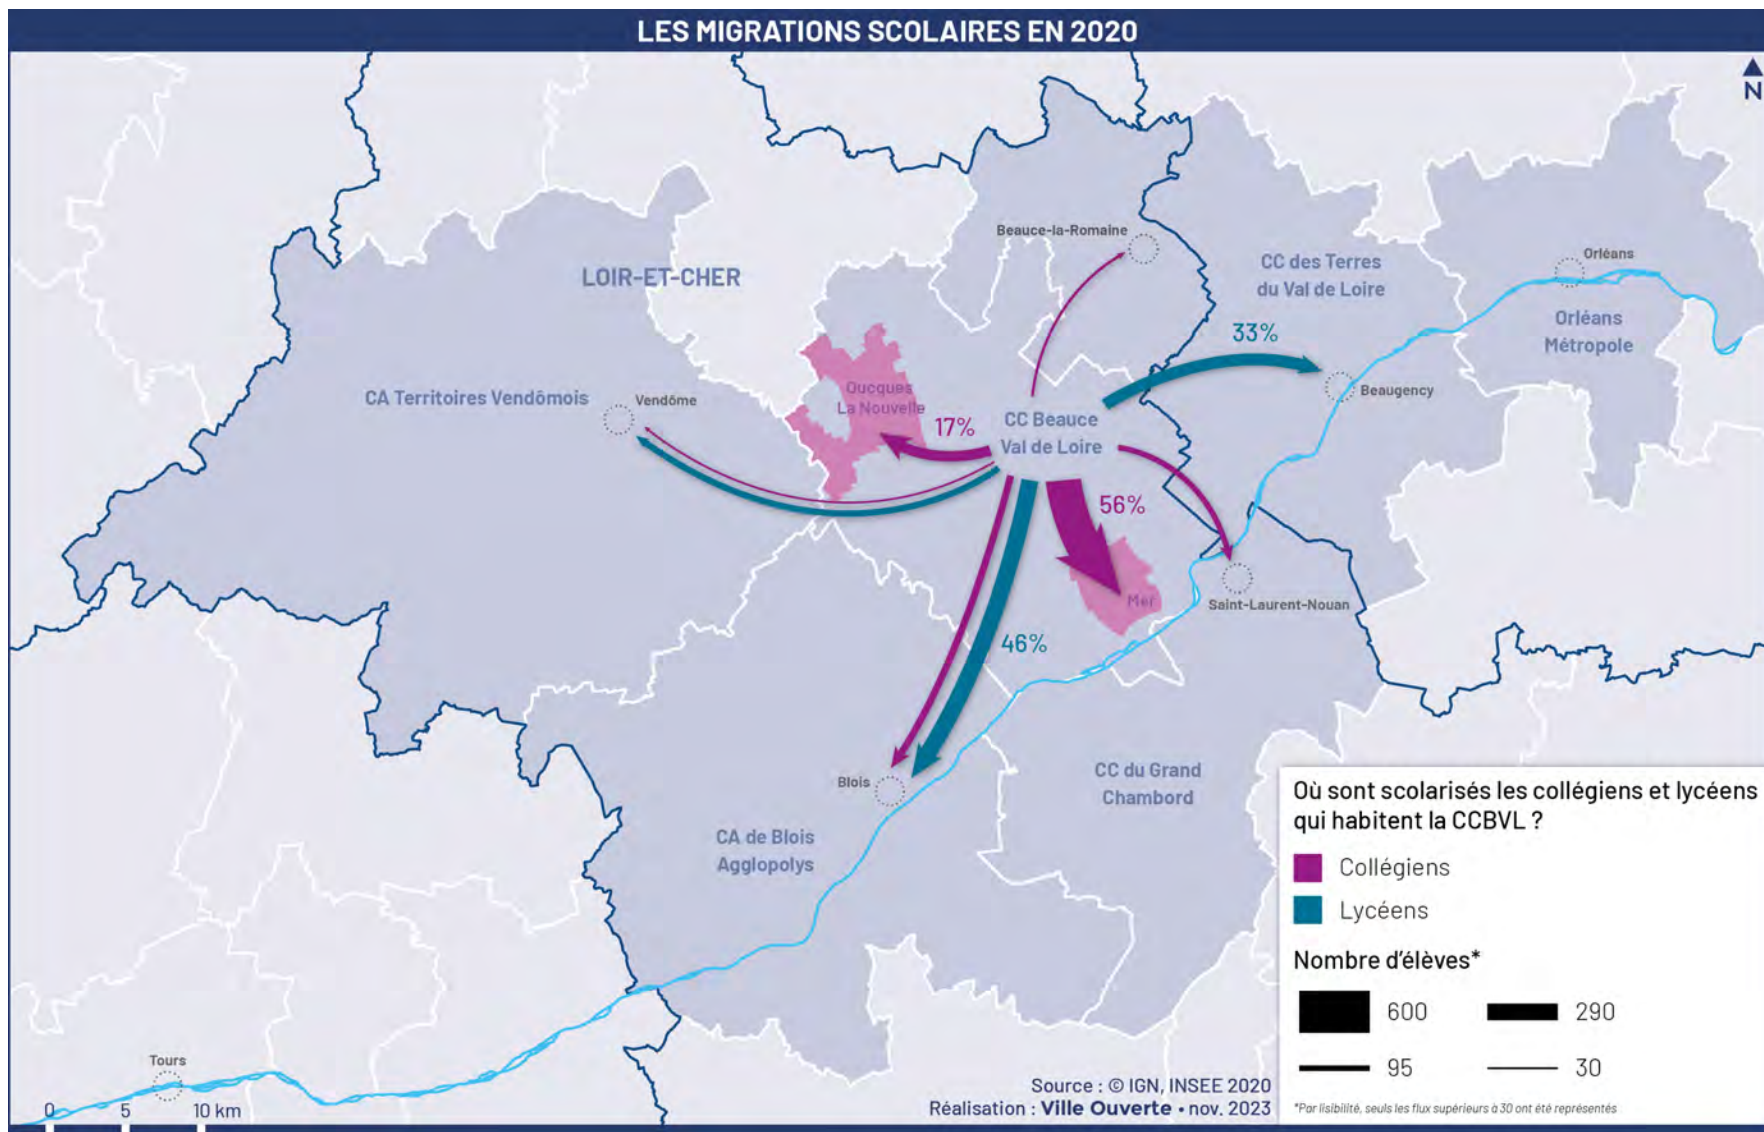 LES MIGRATIONS SCOLAIRES EN 2020
N
Beauce-la-Romaine
Orléans
CC des Terres
du Val de Loire
LOIR-ET-CHER
Orléans
Métropole
33%
Oucques
La Nouvelle
Beaugency
CA Territoires Vendômois
Vendôme
17%
CC Beauce
Val de Loire
56%
Mer
Saint-Laurent-Nouan
46%
Blois
CC du Grand
Chambord
CA de Blois
Agglopolys
Où sont scolarisés les collégiens et lycéens
qui habitent la CCBVL ?
Collégiens
Lycéens
Nombre d'élèves*
600
290
95
30
*Par lisibilité, seuls les flux supérieurs à 30 ont été représentés
Tours
0 5 10 km
Source : © IGN, INSEE 2020
Réalisation : Ville Ouverte • nov. 2023